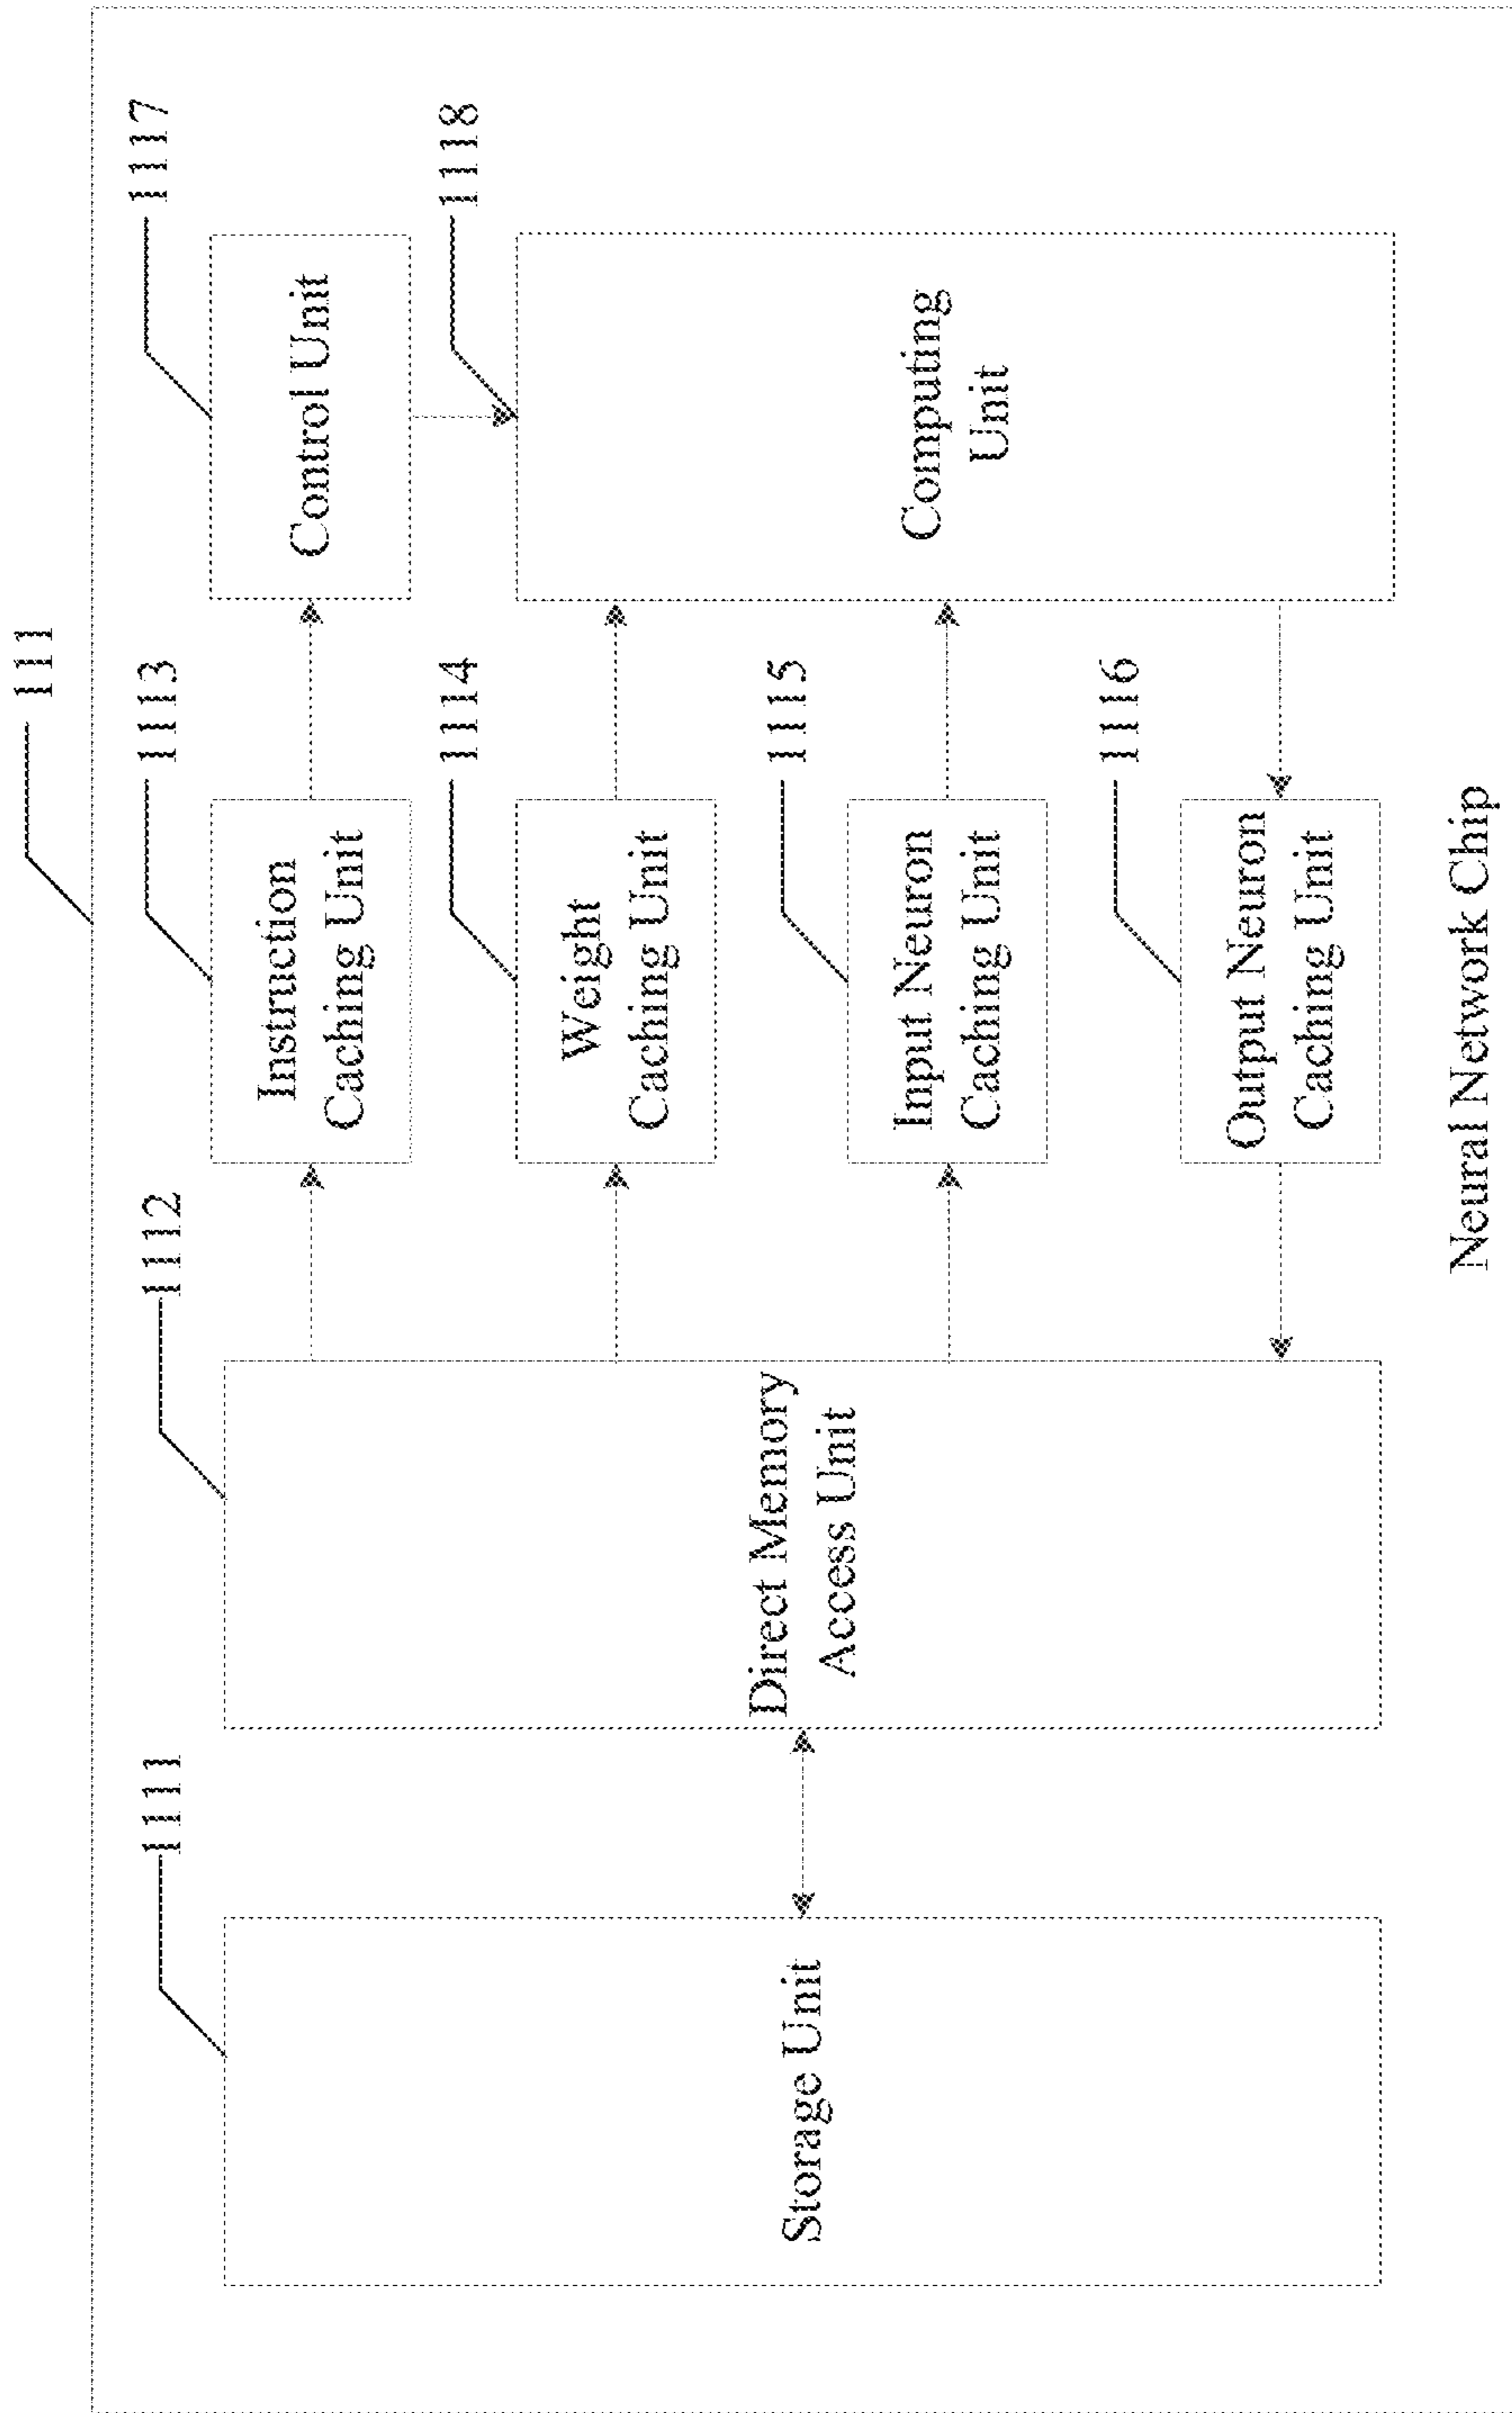 111
1111
1112
1113
1117
Storage Unit
Direct Memory
Access Unit
Instruction
Caching Unit
Control Unit
1114
1118
Weight
Caching Unit
Computing
Unit
1115
Input Neuron
Caching Unit
1116
Output Neuron
Caching Unit
Neural Network Chip